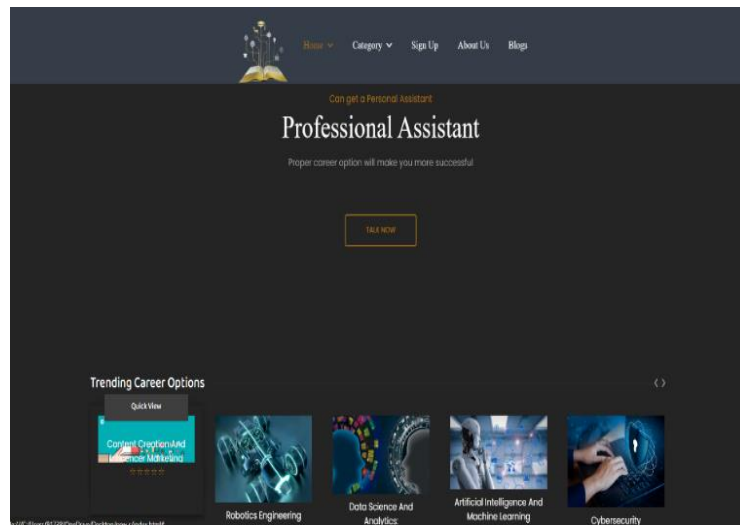 Home
Category
Sign Up
About Us
Blogs
Can get a Personal Assistant
Professional Assistant
Proper career option will make you more successful
TALK NOW
Trending Career Options
Quick View
Content Creation And
Marketing
Robotics Engineering
Data Science And
Analytics:
Artificial Intelligence And
Machine Learning
Cybersecurity